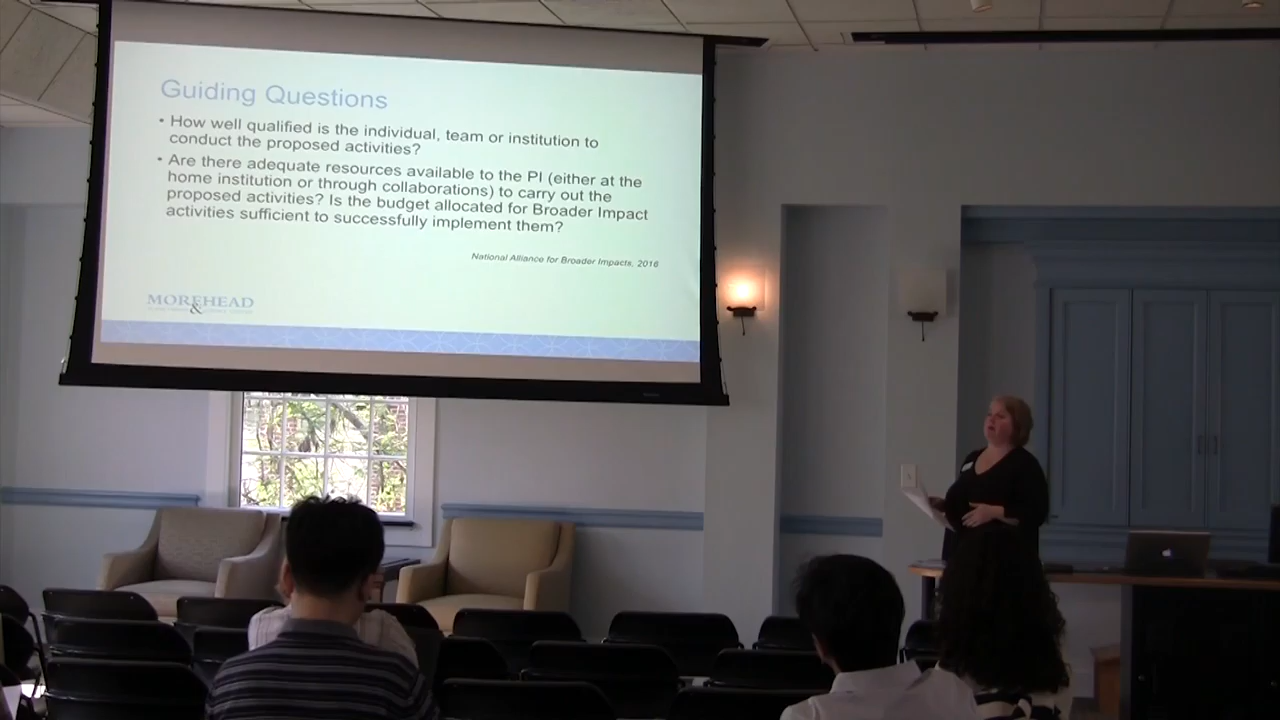 Guiding Questions
• How well qualified is the individual, team or institution to
conduct the proposed activities?
• Are there adequate resources available to the PI (either at the
home institution or through collaborations) to carry out the
proposed activities? Is the budget allocated for Broader Impact
activities sufficient to successfully implement them?
National Alliance for Broader Impacts, 2016
MOREHEAD
&